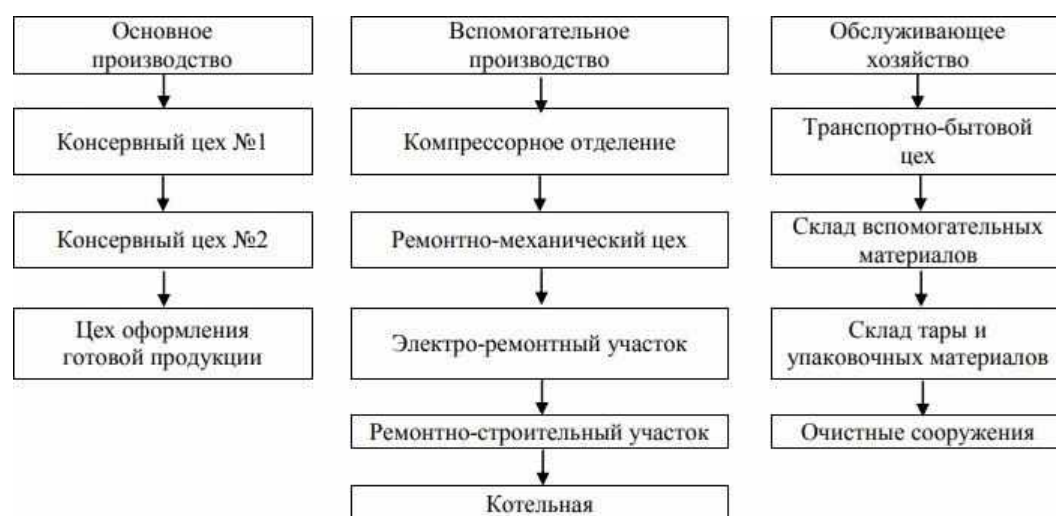 Основное
производство
Консервный цех №1
Консервный цех №2
Цех оформления
готовой продукции
Вспомогательное
производство
Компрессорное отделение
Ремонтно-механический цех
Электро-ремонтный участок
Ремонтно-строительный участок
Котельная
Обслуживающее
хозяйство
Транспортно-бытовой
цех
Склад вспомогательных
материалов
Склад тары и
упаковочных материалов
Очистные сооружения